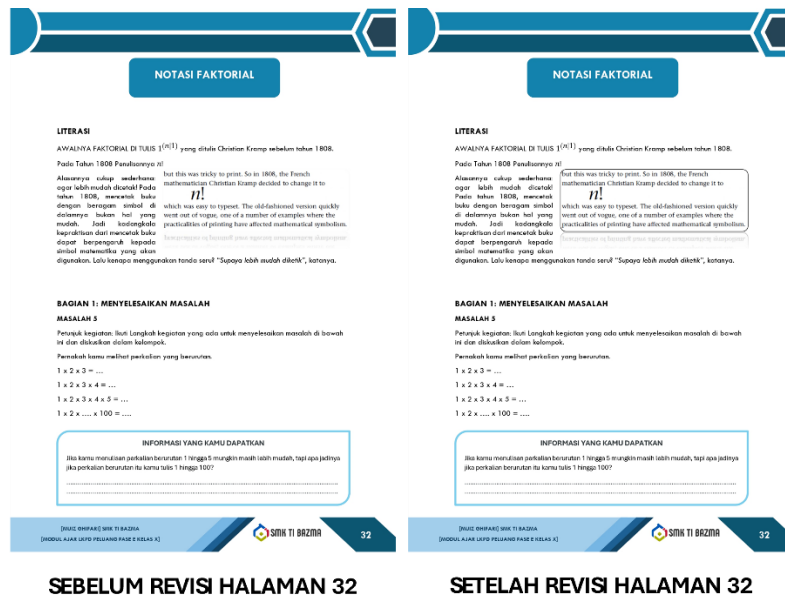 NOTASI FAKTORIAL
LITERASI
AWALNYA FAKTORIAL DI TULIS 1^(n|1) yang ditulis Christian Kramp sebelum tahun 1808.
Pada Tahun 1808 Penulisannya n!
Alasannya cukup sederhana:
agar lebih mudah dicetak! Pada
tahun 1808, mencetak buku
dengan beragam simbol di
dalamnya bukan hal yang
mudah. Jadi kadangkala
kepraktisan dari mencetak buku
dapat berpengaruh kepada
simbol matematika yang akan
digunakan. Lalu kenapa menggunakan tanda seru? "Supaya lebih mudah diketik", katanya.
but this was tricky to print. So in 1808, the French
mathematician Christian Kramp decided to change it to
n!
which was easy to typeset. The old-fashioned version quickly
went out of vogue, one of a number of examples where the
practicalities of printing have affected mathematical symbolism.
BAGIAN 1: MENYELESAIKAN MASALAH
MASALAH 5
Petunjuk kegiatan: Ikuti Langkah kegiatan yang ada untuk menyelesaikan masalah di bawah
ini dan diskusikan dalam kelompok.
Pernakah kamu melihat perkalian yang berurutan.
1 x 2 x 3 = ...
1 x 2 x 3 x 4 = ...
1 x 2 x 3 x 4 x 5 = ...
1 x 2 x .... x 100 = ....
INFORMASI YANG KAMU DAPATKAN
Jika kamu menulisan perkalian berurutan 1 hingga 5 mungkin masih lebih mudah, tapi apa jadinya
jika perkalian berurutan itu kamu tulis 1 hingga 100?
[MUIZ GHIFARI] SMK TI BAZMA
[MODUL AJAR LKPD PELUANG FASE E KELAS X]
SMK TI BAZMA
32
SEBELUM REVISI HALAMAN 32
NOTASI FAKTORIAL
LITERASI
AWALNYA FAKTORIAL DI TULIS 1^(n|1) yang ditulis Christian Kramp sebelum tahun 1808.
Pada Tahun 1808 Penulisannya n!
Alasannya cukup sederhana:
agar lebih mudah dicetak!
Pada tahun 1808, mencetak
buku dengan beragam simbol
di dalamnya bukan hal yang
mudah. Jadi kadangkala
kepraktisan dari mencetak buku
dapat berpengaruh kepada
simbol matematika yang akan
digunakan. Lalu kenapa menggunakan tanda seru? "Supaya lebih mudah diketik", katanya.
but this was tricky to print. So in 1808, the French
mathematician Christian Kramp decided to change it to
n!
which was easy to typeset. The old-fashioned version quickly
went out of vogue, one of a number of examples where the
practicalities of printing have affected mathematical symbolism.
BAGIAN 1: MENYELESAIKAN MASALAH
MASALAH 5
Petunjuk kegiatan: Ikuti Langkah kegiatan yang ada untuk menyelesaikan masalah di bawah
ini dan diskusikan dalam kelompok.
Pernakah kamu melihat perkalian yang berurutan.
1 x 2 x 3 = ...
1 x 2 x 3 x 4 = ...
1 x 2 x 3 x 4 x 5 = ...
1 x 2 x .... x 100 = ....
INFORMASI YANG KAMU DAPATKAN
Jika kamu menulisan perkalian berurutan 1 hingga 5 mungkin masih lebih mudah, tapi apa jadinya
jika perkalian berurutan itu kamu tulis 1 hingga 100?
[MUIZ GHIFARI] SMK TI BAZMA
[MODUL AJAR LKPD PELUANG FASE E KELAS X]
SMK TI BAZMA
32
SETELAH REVISI HALAMAN 32